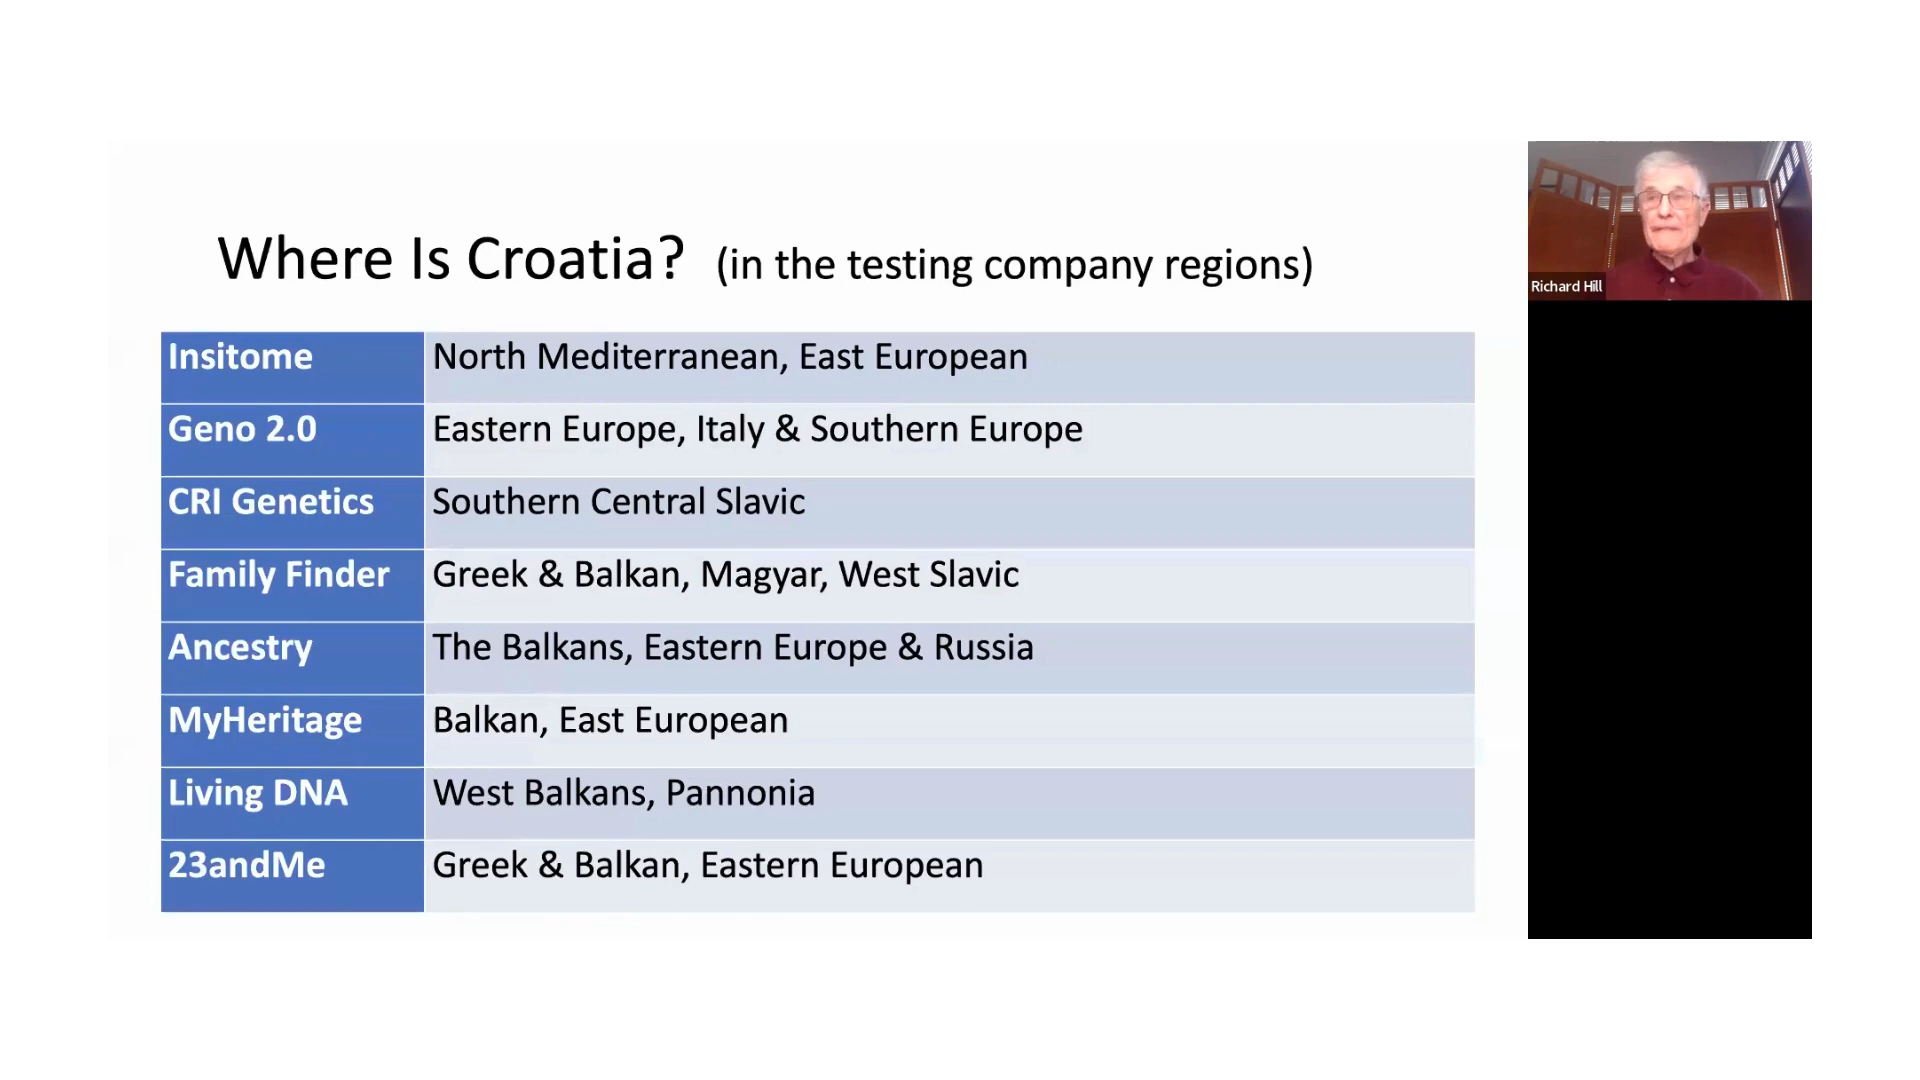 Where Is Croatia? (in the testing company regions)
Insitome North Mediterranean, East European
Geno 2.0 Eastern Europe, Italy & Southern Europe
CRI Genetics Southern Central Slavic
Family Finder Greek & Balkan, Magyar, West Slavic
Ancestry The Balkans, Eastern Europe & Russia
MyHeritage Balkan, East European
Living DNA West Balkans, Pannonia
23andMe Greek & Balkan, Eastern European
Richard Hill